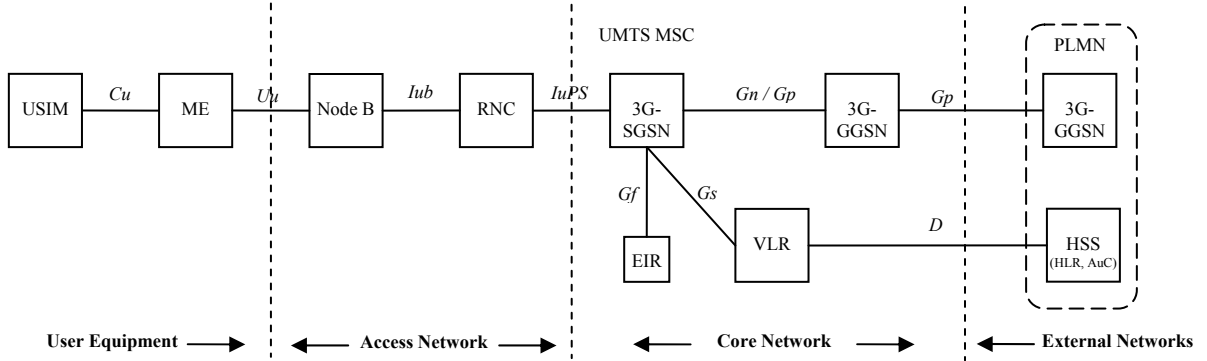 UMTS MSC
PLMN
USIM
Cu
ME
Uu
Node B
Iub
RNC
IuPS
3G-
SGSN
Gn / Gp
3G-
GGSN
Gp
3G-
GGSN
Gf
Gs
EIR
VLR
D
HSS
(HLR, AuC)
User Equipment
Access Network
Core Network
External Networks